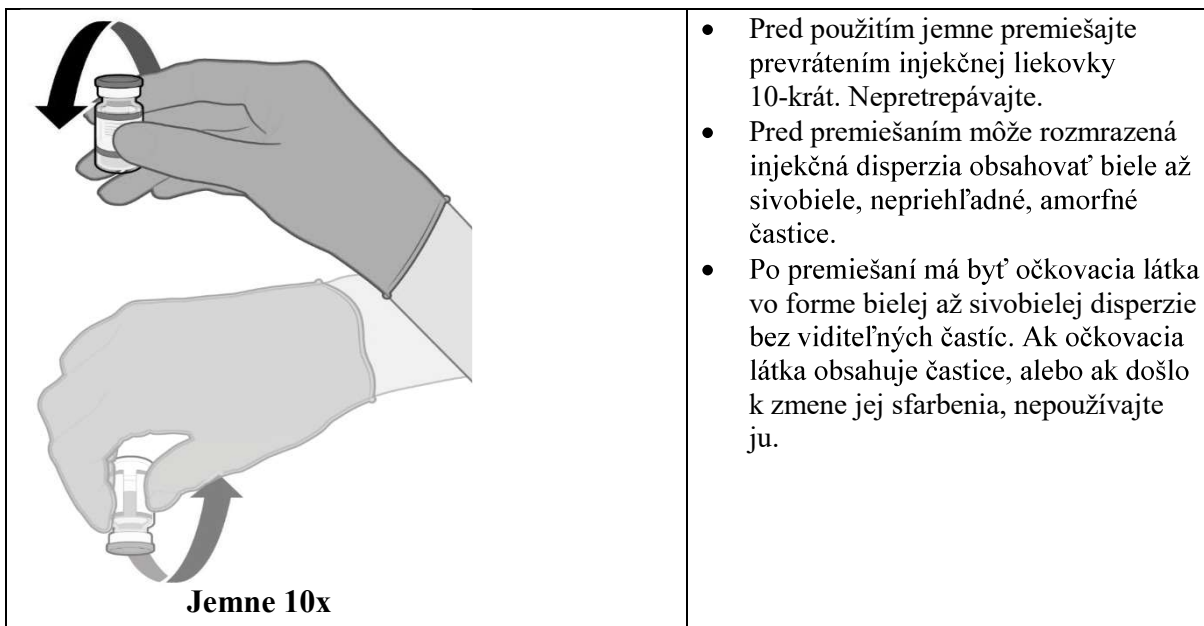 Jemne 10x
• Pred použitím jemne premiešajte
prevrátením injekčnej liekovky
10-krát. Nepretrepávajte.
• Pred premiešaním môže rozmrazená
injekčná disperzia obsahovať biele až
sivobiele, nepriehľadné, amorfné
častice.
• Po premiešaní má byť očkovacia látka
vo forme bielej až sivobielej disperzie
bez viditeľných častíc. Ak očkovacia
látka obsahuje častice, alebo ak došlo
k zmene jej sfarbenia, nepoužívajte
ju.